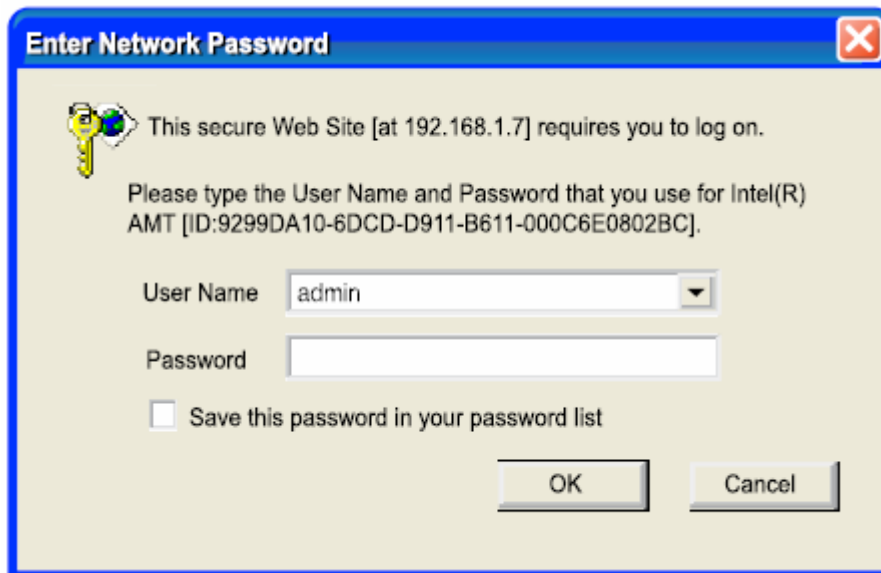 Enter Network Password
This secure Web Site [at 192.168.1.7] requires you to log on.
Please type the User Name and Password that you use for Intel(R)
AMT [ID:9299DA10-6DCD-D911-B611-000C6E0802BC].
User Name
admin
Password
Save this password in your password list
OK
Cancel